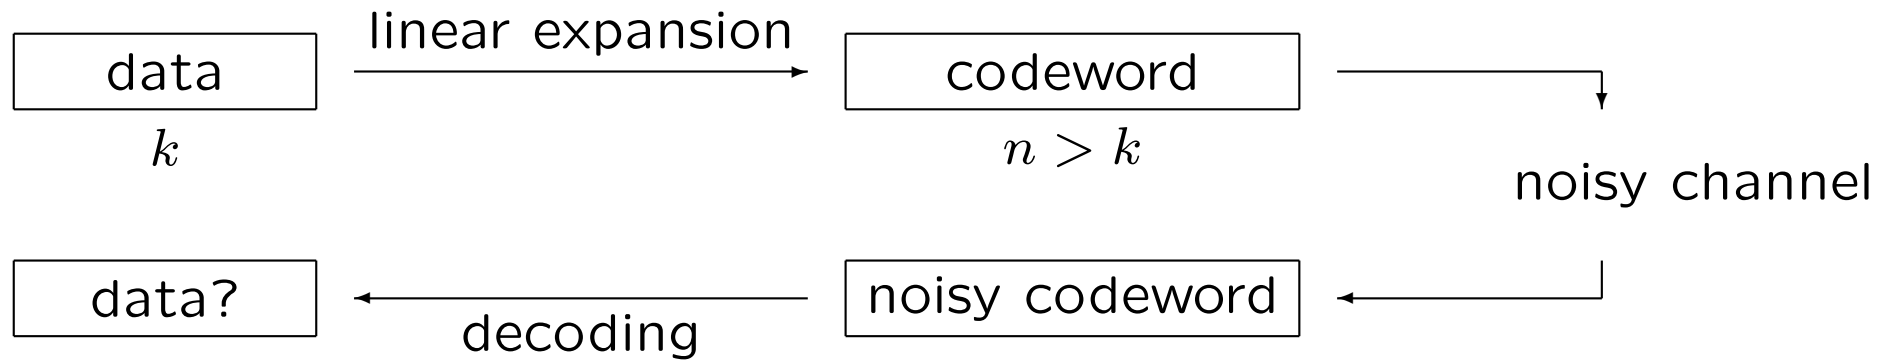 linear expansion
data
codeword
k
n > k
noisy channel
data?
noisy codeword
decoding